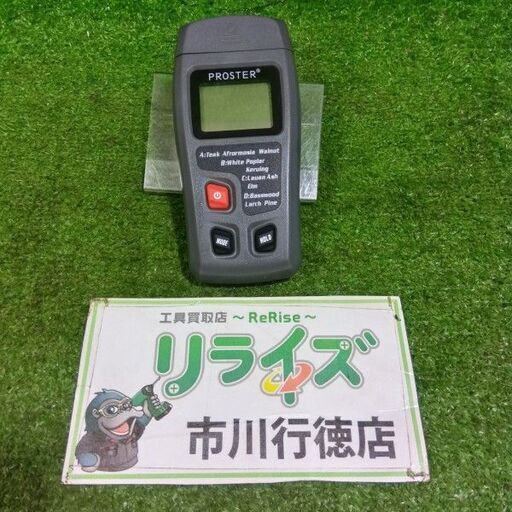 PROSTER®
A:Teak Afrormosia Walnut
B:White Poplar
Keruing
C:Lauan Ash
Elm
D:Basswood
Larch Pine
MODE
HOLD
工具買取店 ～ReRise～
リライズ
市川行徳店